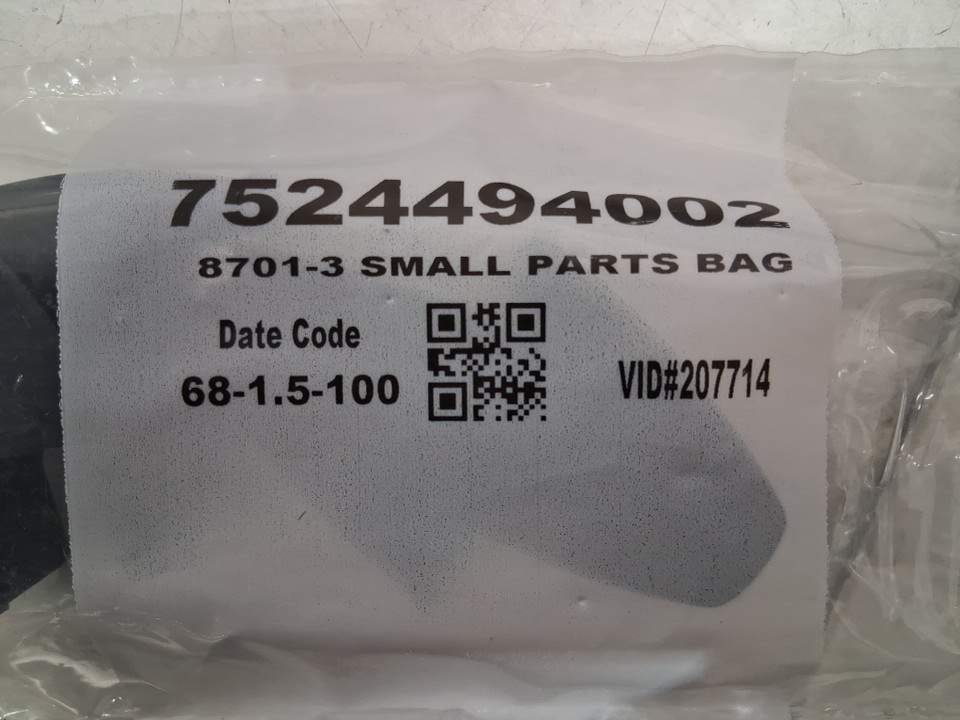 7524494002
8701-3 SMALL PARTS BAG
Date Code
68-1.5-100
VID#207714